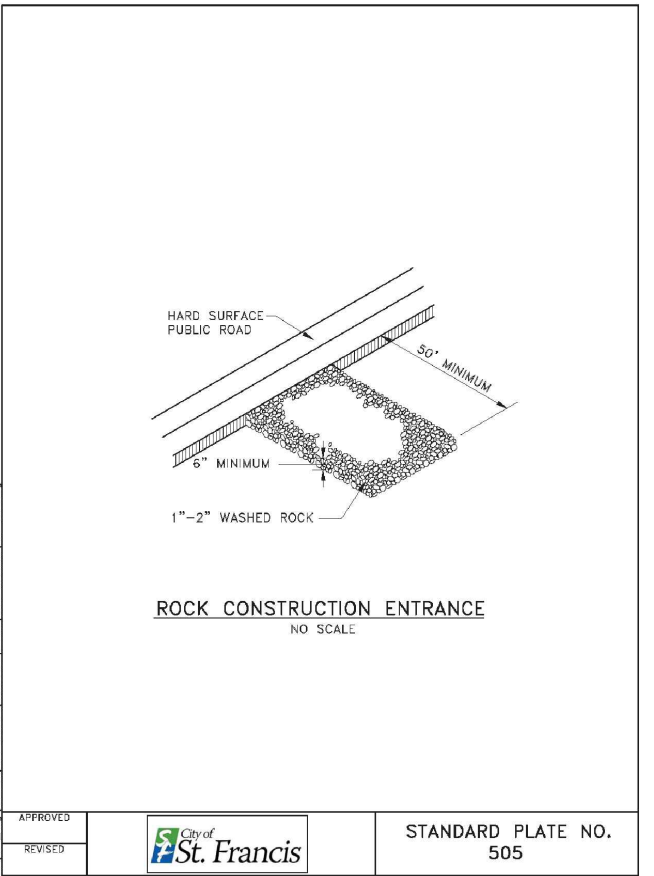 HARD SURFACE
PUBLIC ROAD
50' MINIMUM
6" MINIMUM
1"-2" WASHED ROCK
ROCK CONSTRUCTION ENTRANCE
NO SCALE
APPROVED
REVISED
SF City of
St. Francis
STANDARD PLATE NO.
505